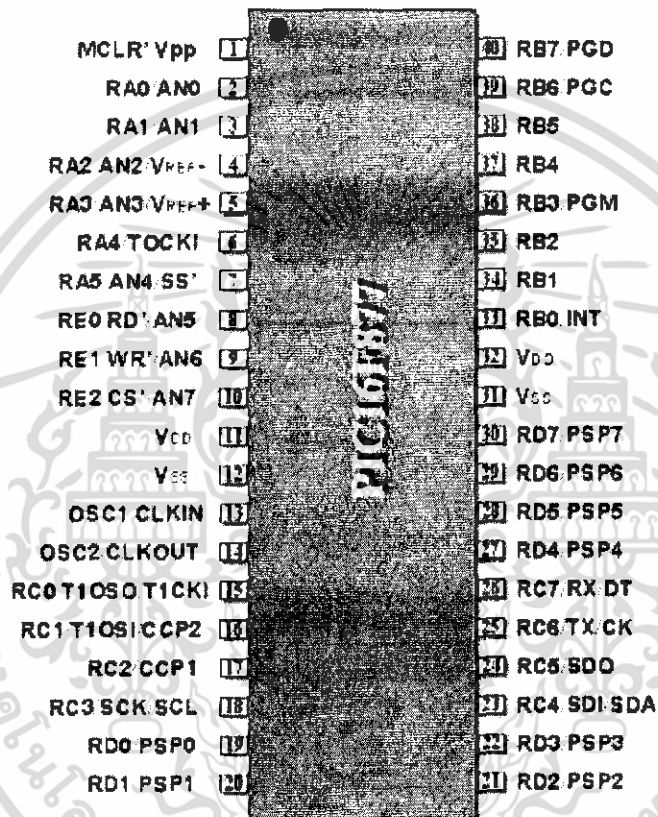 MCLR' Vpp 1 40 RB7 PGD
RA0 AN0 2 39 RB6 PGC
RA1 AN1 3 38 RB5
RA2 AN2 VREF- 4 37 RB4
RA3 AN3 VREF+ 5 36 RB3 PGM
RA4 TOCKI 6 35 RB2
RA5 AN4 SS' 7 34 RB1
RE0 RD' AN5 8 33 RB0 INT
RE1 WR' AN6 9 32 VDD
RE2 CS' AN7 10 31 VSS
VDD 11 30 RD7 PSP7
VSS 12 29 RD6 PSP6
OSC1 CLKIN 13 28 RD5 PSP5
OSC2 CLKOUT 14 27 RD4 PSP4
RC0 T1OSO T1CKI 15 26 RC7/RX/DT
RC1 T1OSI/CCP2 16 25 RC6/TX/CK
RC2/CCP1 17 24 RC5/SDO
RC3 SCK SCL 18 23 RC4 SDI SDA
RD0 PSP0 19 22 RD3 PSP3
RD1 PSP1 20 21 RD2 PSP2
PIC16F877